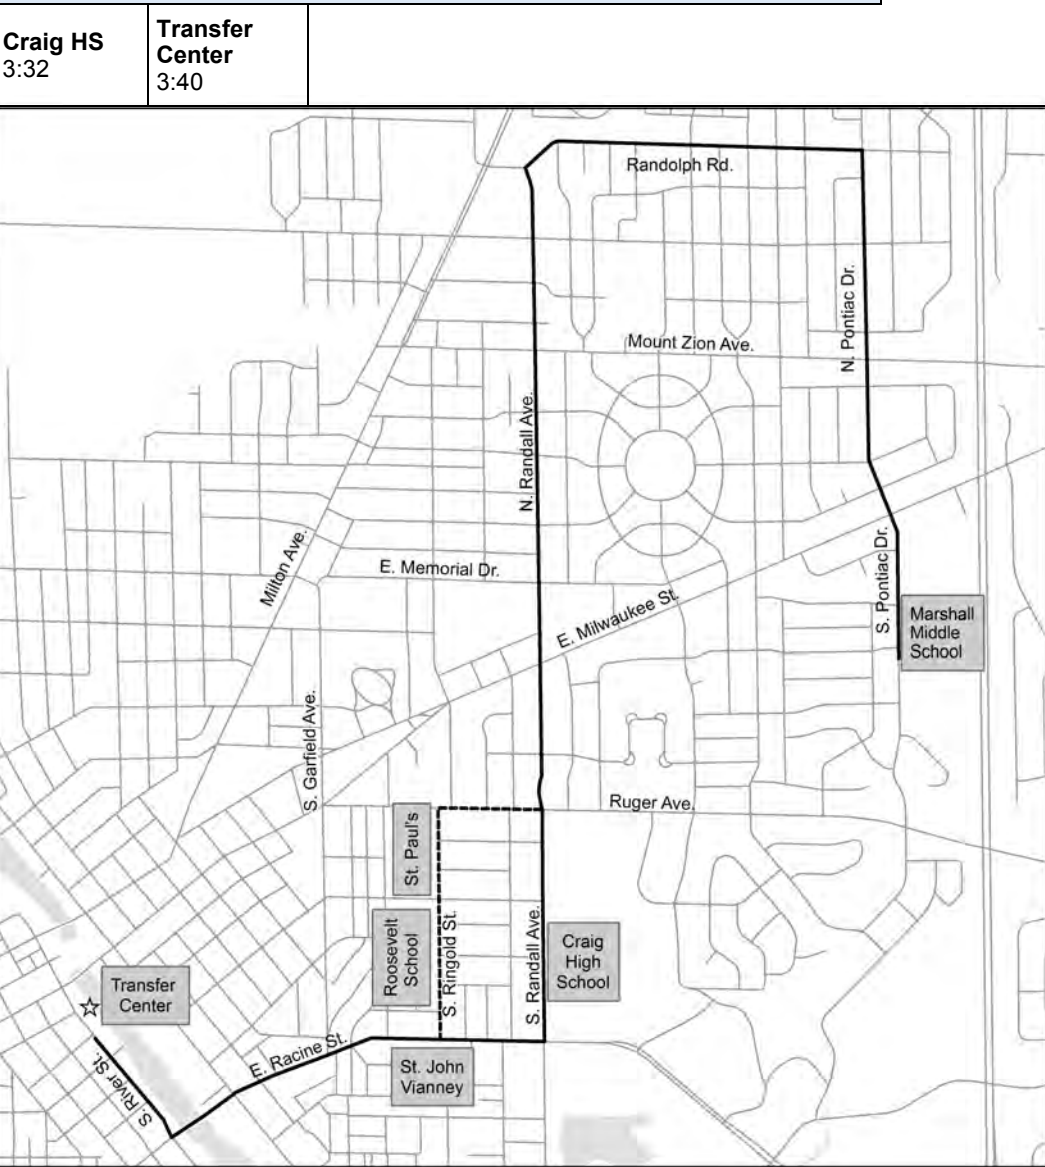 Craig HS
3:32
Transfer
Center
3:40
Randolph Rd.
N. Pontiac Dr.
Mount Zion Ave.
N. Randall Ave.
Milton Ave.
E. Memorial Dr.
S. Pontiac Dr.
E. Milwaukee St.
Marshall
Middle
School
S. Garfield Ave.
Ruger Ave.
St. Paul's
Roosevelt
School
S. Ringold St.
S. Randall Ave.
Craig
High
School
Transfer
Center
E. Racine St.
St. John
Vianney
S. River St.